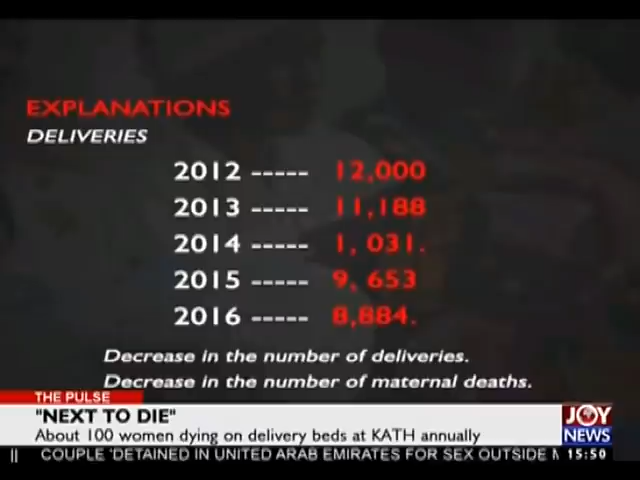 EXPLANATIONS
DELIVERIES
2012 ----- 12,000
2013 ----- 11,188
2014 ----- 1, 031.
2015 ----- 9, 653
2016 ----- 8,884.
Decrease in the number of deliveries.
Decrease in the number of maternal deaths.
THE PULSE
"NEXT TO DIE"
About 100 women dying on delivery beds at KATH annually
JOY
NEWS
|| COUPLE 'DETAINED IN UNITED ARAB EMIRATES FOR SEX OUTSIDE
15:50